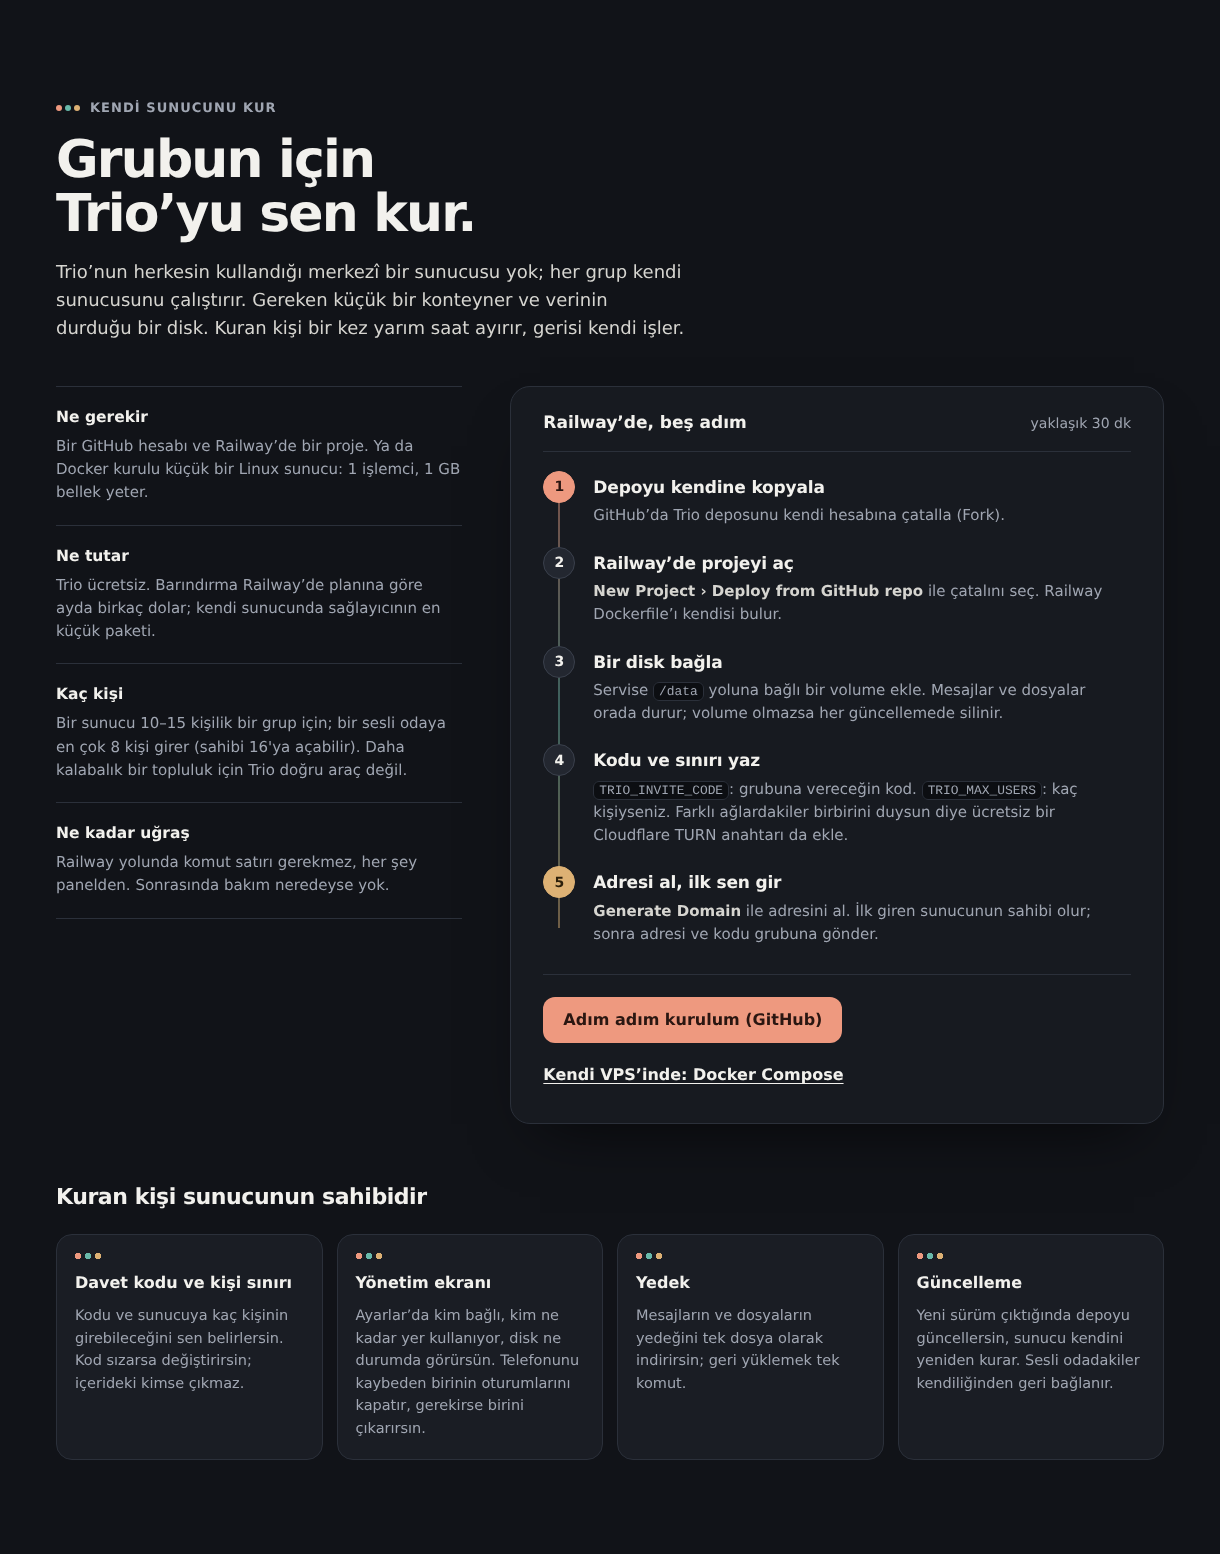 KENDİ SUNUCUNU KUR
Grubun için
Trio’yu sen kur.
Trio’nun herkesin kullandığı merkezî bir sunucusu yok; her grup kendi
sunucusunu çalıştırır. Gereken küçük bir konteyner ve verinin
durduğu bir disk. Kuran kişi bir kez yarım saat ayırır, gerisi kendi işler.
Ne gerekir
Bir GitHub hesabı ve Railway’de bir proje. Ya da
Docker kurulu küçük bir Linux sunucu: 1 işlemci, 1 GB
bellek yeter.
Ne tutar
Trio ücretsiz. Barındırma Railway’de planına göre
ayda birkaç dolar; kendi sunucunda sağlayıcının en
küçük paketi.
Kaç kişi
Bir sunucu 10–15 kişilik bir grup için; bir sesli odaya
en çok 8 kişi girer (sahibi 16'ya açabilir). Daha
kalabalık bir topluluk için Trio doğru araç değil.
Ne kadar uğraş
Railway yolunda komut satırı gerekmez, her şey
panelden. Sonrasında bakım neredeyse yok.
Railway’de, beş adım
yaklaşık 30 dk
1
Depoyu kendine kopyala
GitHub’da Trio deposunu kendi hesabına çatalla (Fork).
2
Railway’de projeyi aç
New Project › Deploy from GitHub repo ile çatalını seç. Railway
Dockerfile’ı kendisi bulur.
3
Bir disk bağla
Servise /data yoluna bağlı bir volume ekle. Mesajlar ve dosyalar
orada durur; volume olmazsa her güncellemede silinir.
4
Kodu ve sınırı yaz
TRIO_INVITE_CODE: grubuna vereceğin kod. TRIO_MAX_USERS: kaç
kişiyseniz. Farklı ağlardakiler birbirini duysun diye ücretsiz bir
Cloudflare TURN anahtarı da ekle.
5
Adresi al, ilk sen gir
Generate Domain ile adresini al. İlk giren sunucunun sahibi olur;
sonra adresi ve kodu grubuna gönder.
Adım adım kurulum (GitHub)
Kendi VPS’inde: Docker Compose
Kuran kişi sunucunun sahibidir
Davet kodu ve kişi sınırı
Kodu ve sunucuya kaç kişinin
girebileceğini sen belirlersin.
Kod sızarsa değiştirirsin;
içerideki kimse çıkmaz.
Yönetim ekranı
Ayarlar’da kim bağlı, kim ne
kadar yer kullanıyor, disk ne
durumda görürsün. Telefonunu
kaybeden birinin oturumlarını
kapatır, gerekirse birini
çıkarırsın.
Yedek
Mesajların ve dosyaların
yedeğini tek dosya olarak
indirirsin; geri yüklemek tek
komut.
Güncelleme
Yeni sürüm çıktığında depoyu
güncellersin, sunucu kendini
yeniden kurar. Sesli odadakiler
kendiliğinden geri bağlanır.